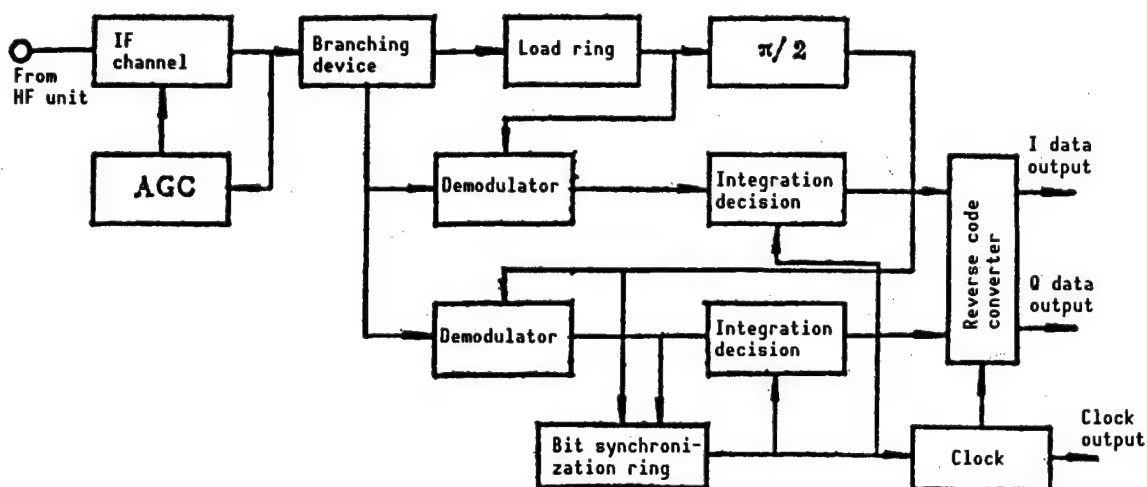 IF
channel
Branching
device
Load ring
π/2
From
HF unit
AGC
Demodulator
Integration
decision
I data
output
Reverse code
converter
Q data
output
Demodulator
Integration
decision
Bit synchroni-
zation ring
Clock
Clock
output